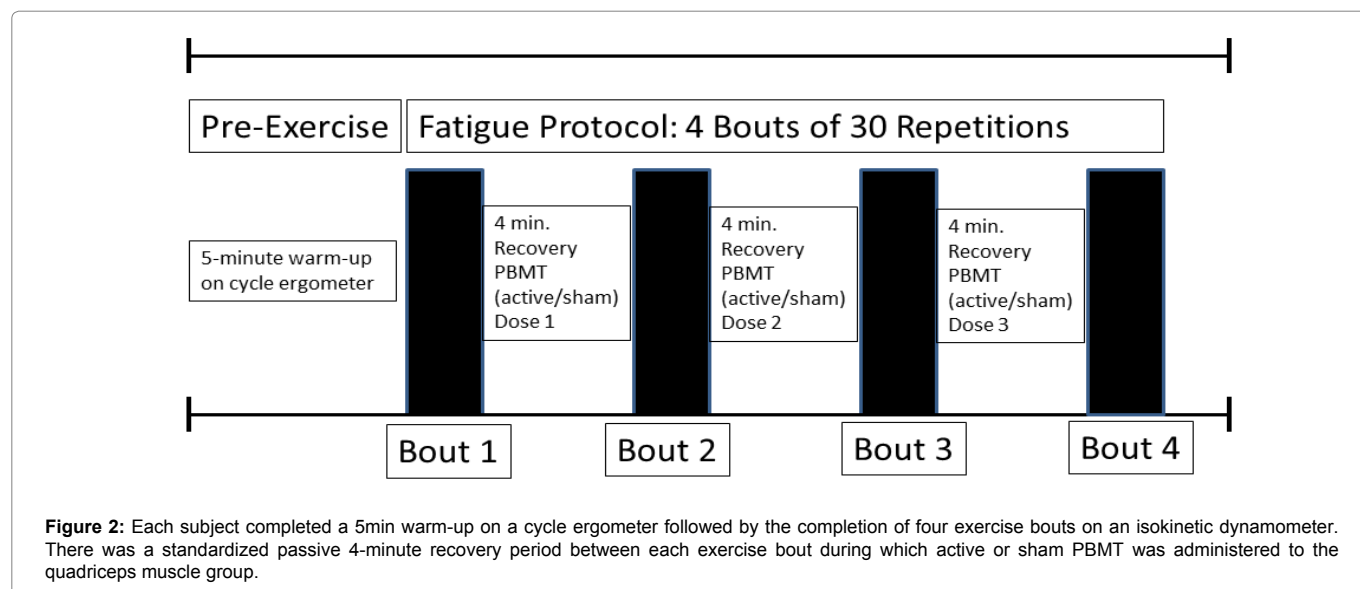 Pre-Exercise
Fatigue Protocol: 4 Bouts of 30 Repetitions
5-minute warm-up
on cycle ergometer
4 min.
Recovery
PBMT
(active/sham)
Dose 1
4 min.
Recovery
PBMT
(active/sham)
Dose 2
4 min.
Recovery
PBMT
(active/sham)
Dose 3
Bout 1
Bout 2
Bout 3
Bout 4
Figure 2: Each subject completed a 5min warm-up on a cycle ergometer followed by the completion of four exercise bouts on an isokinetic dynamometer.
There was a standardized passive 4-minute recovery period between each exercise bout during which active or sham PBMT was administered to the
quadriceps muscle group.